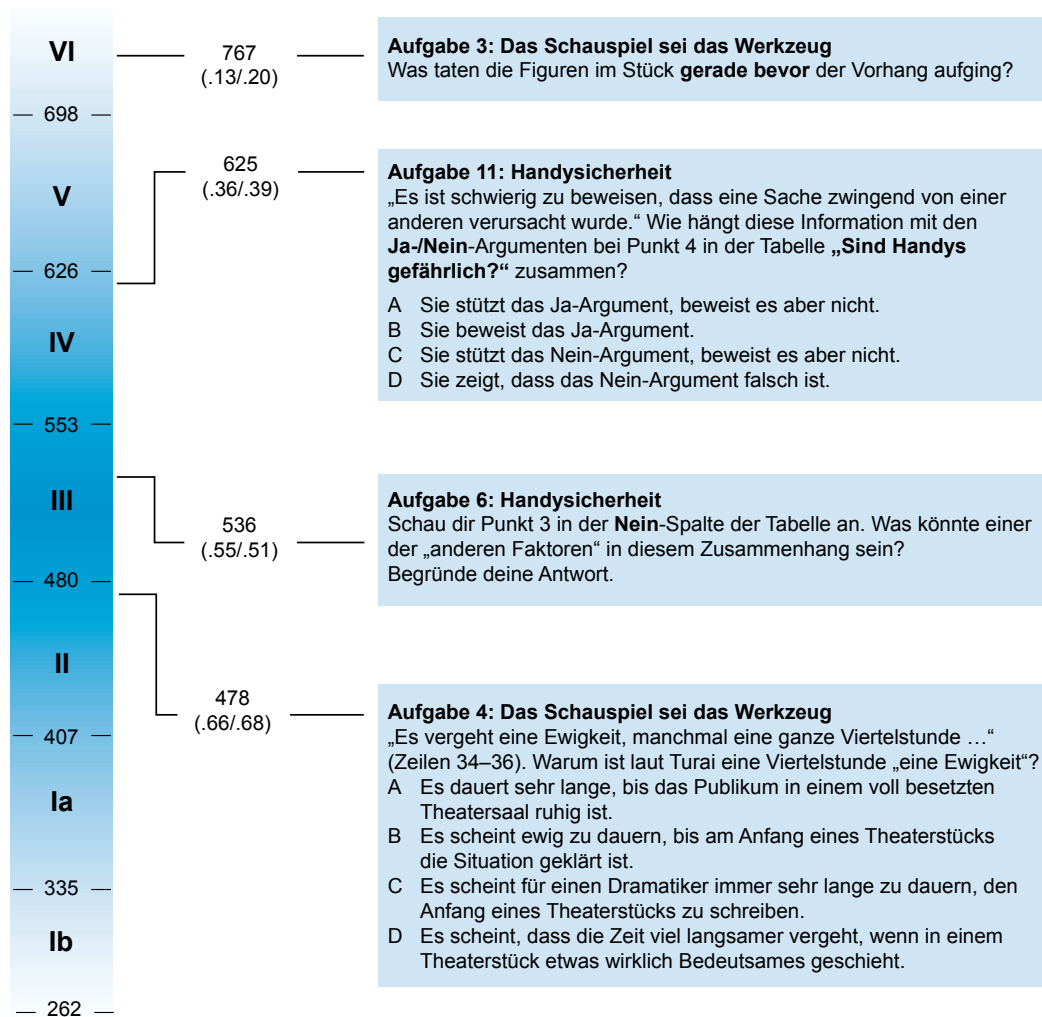 VI
767
(.13/.20)
Aufgabe 3: Das Schauspiel sei das Werkzeug
Was taten die Figuren im Stück gerade bevor der Vorhang aufging?
— 698 —
V
625
(.36/.39)
Aufgabe 11: Handysicherheit
„Es ist schwierig zu beweisen, dass eine Sache zwingend von einer
anderen verursacht wurde.“ Wie hängt diese Information mit den
Ja-/Nein-Argumenten bei Punkt 4 in der Tabelle „Sind Handys
gefährlich?“ zusammen?
A Sie stützt das Ja-Argument, beweist es aber nicht.
B Sie beweist das Ja-Argument.
C Sie stützt das Nein-Argument, beweist es aber nicht.
D Sie zeigt, dass das Nein-Argument falsch ist.
— 626 —
IV
— 553 —
III
536
(.55/.51)
Aufgabe 6: Handysicherheit
Schau dir Punkt 3 in der Nein-Spalte der Tabelle an. Was könnte einer
der „anderen Faktoren“ in diesem Zusammenhang sein?
Begründe deine Antwort.
— 480 —
II
478
(.66/.68)
Aufgabe 4: Das Schauspiel sei das Werkzeug
„Es vergeht eine Ewigkeit, manchmal eine ganze Viertelstunde …“
(Zeilen 34–36). Warum ist laut Turai eine Viertelstunde „eine Ewigkeit“?
A Es dauert sehr lange, bis das Publikum in einem voll besetzten
Theatersaal ruhig ist.
B Es scheint ewig zu dauern, bis am Anfang eines Theaterstücks
die Situation geklärt ist.
C Es scheint für einen Dramatiker immer sehr lange zu dauern, den
Anfang eines Theaterstücks zu schreiben.
D Es scheint, dass die Zeit viel langsamer vergeht, wenn in einem
Theaterstück etwas wirklich Bedeutsames geschieht.
— 407 —
Ia
— 335 —
Ib
— 262 —